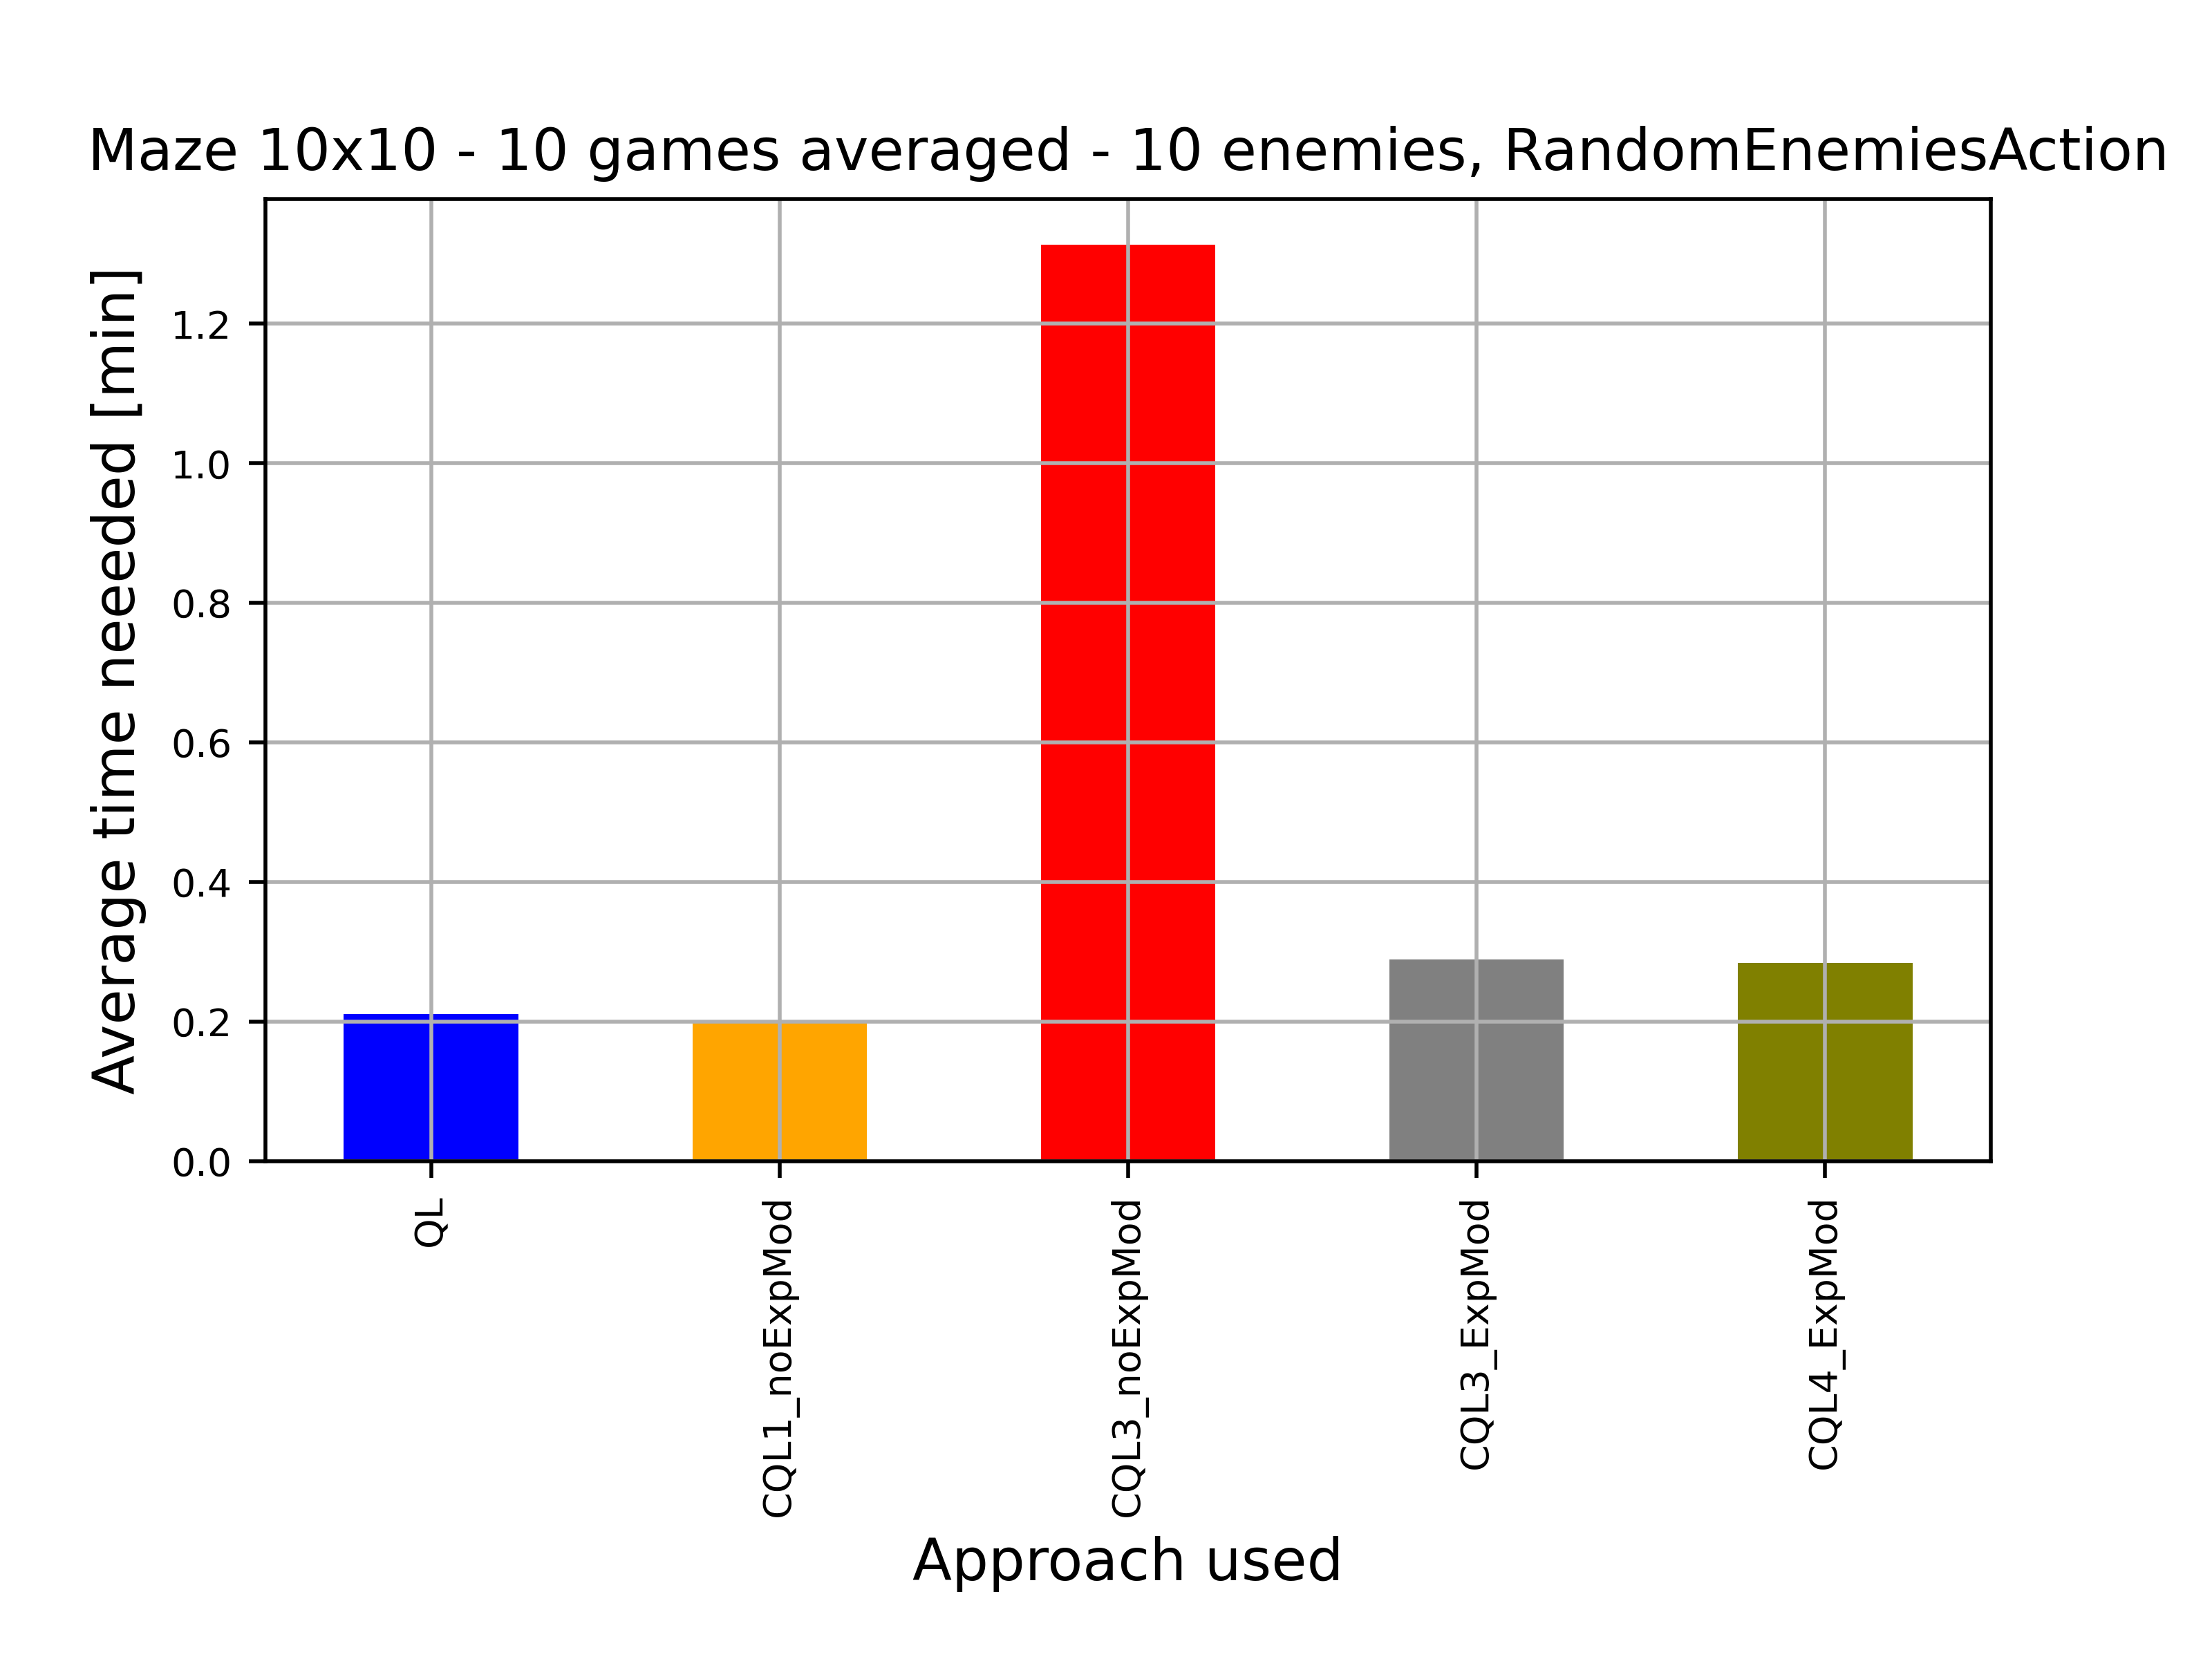 Maze 10x10 - 10 games averaged - 10 enemies, RandomEnemiesAction
Average time needed [min]
1.2
1.0
0.8
0.6
0.4
0.2
0.0
QL
CQL1_noExpMod
CQL3_noExpMod
CQL3_ExpMod
CQL4_ExpMod
Approach used